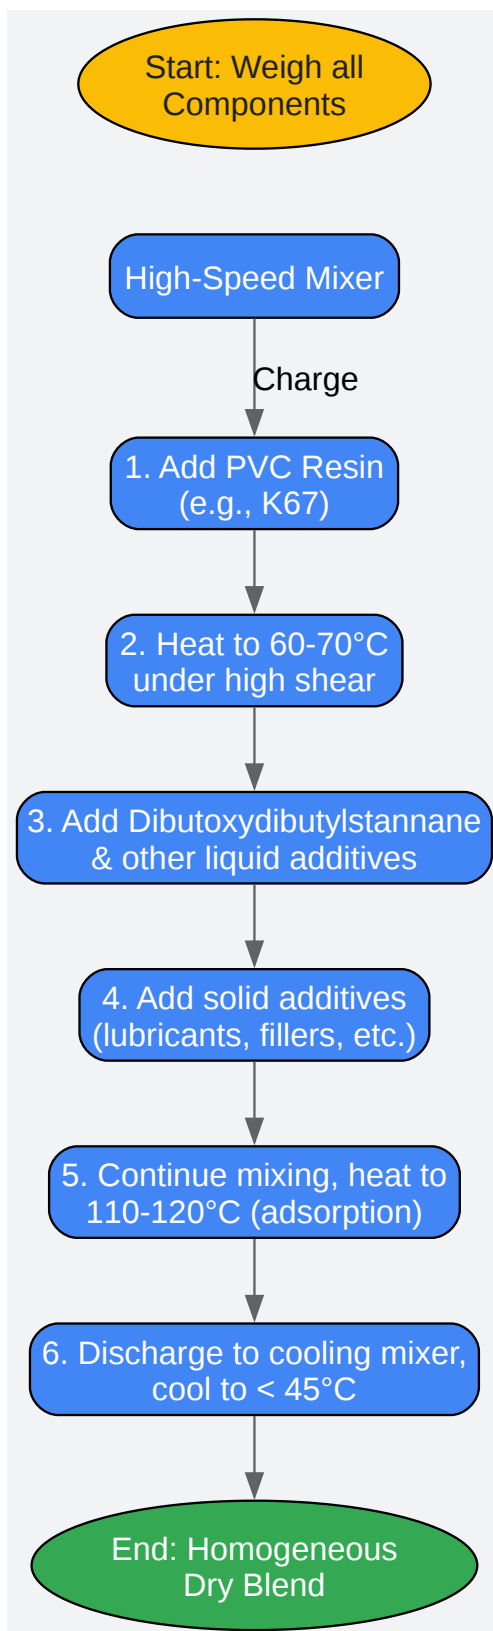 Start: Weigh all
Components
High-Speed Mixer
Charge
1. Add PVC Resin
(e.g., K67)
2. Heat to 60-70°C
under high shear
3. Add Dibutoxydibutylstannane
& other liquid additives
4. Add solid additives
(lubricants, fillers, etc.)
5. Continue mixing, heat to
110-120°C (adsorption)
6. Discharge to cooling mixer,
cool to < 45°C
End: Homogeneous
Dry Blend